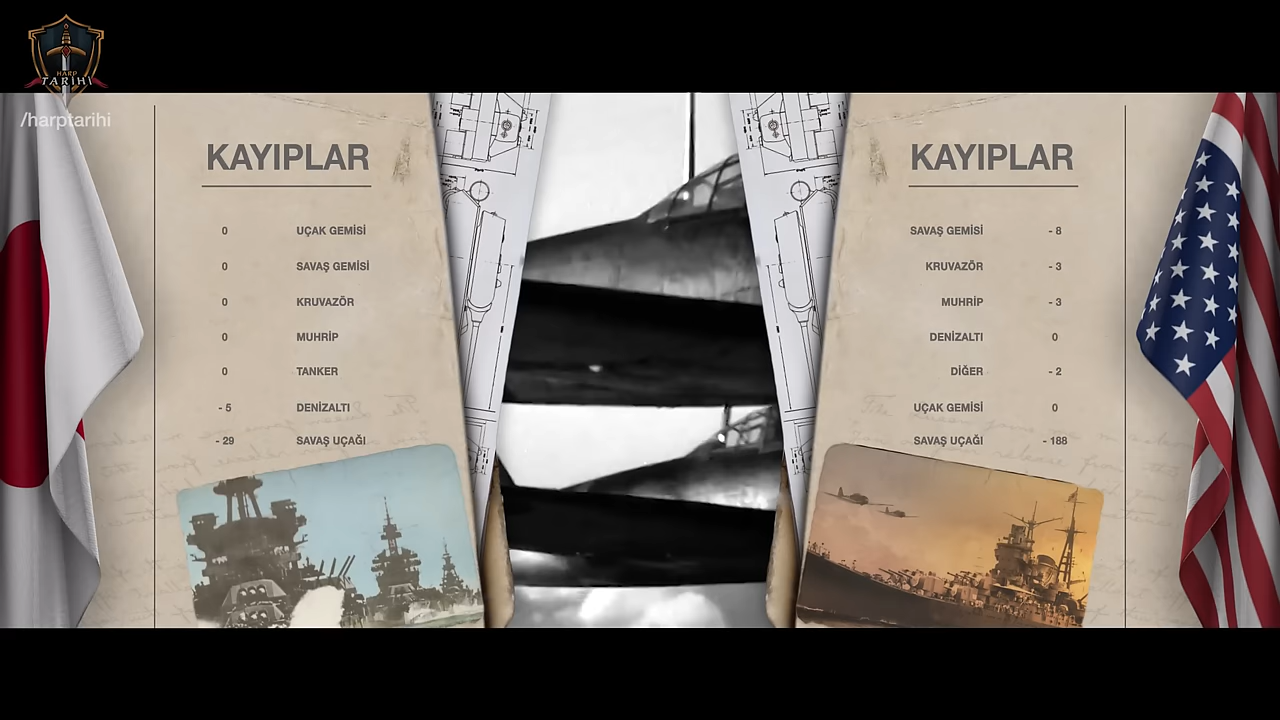 HARP
TARİHİ
/harptarihi
KAYIPLAR
0 UÇAK GEMİSİ
0 SAVAŞ GEMİSİ
0 KRUVAZÖR
0 MUHRİP
0 TANKER
- 5 DENİZALTI
- 29 SAVAŞ UÇAĞI
KAYIPLAR
SAVAŞ GEMİSİ - 8
KRUVAZÖR - 3
MUHRİP - 3
DENİZALTI 0
DİĞER - 2
UÇAK GEMİSİ 0
SAVAŞ UÇAĞI - 188